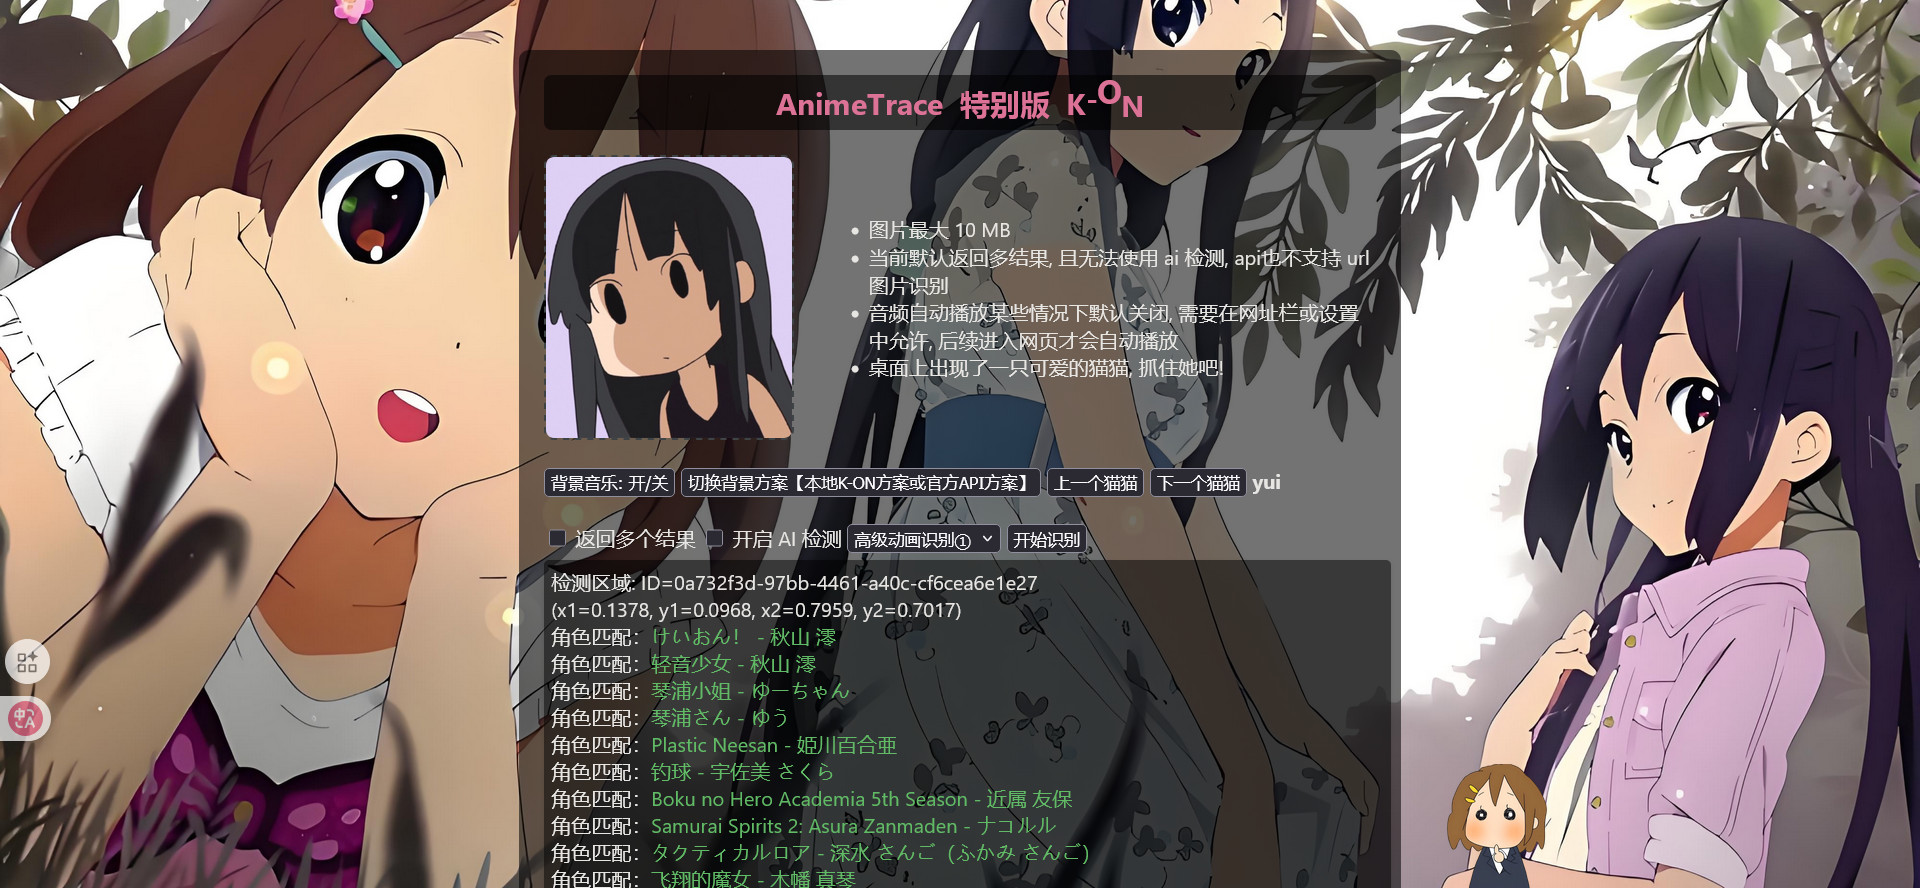 AnimeTrace 特别版 K-ON
图片最大 10 MB
当前默认返回多结果, 且无法使用 ai 检测, api也不支持 url
图片识别
音频自动播放某些情况下默认关闭, 需要在网址栏或设置
中允许, 后续进入网页才会自动播放
桌面上出现了一只可爱的猫猫, 抓住她吧!
背景音乐: 开/关 切换背景方案【本地K-ON方案或官方API方案】 上一个猫猫 下一个猫猫 yui
返回多个结果 开启 AI 检测 高级动画识别① 开始识别
检测区域: ID=0a732f3d-97bb-4461-a40c-cf6cea6e1e27
(x1=0.1378, y1=0.0968, x2=0.7959, y2=0.7017)
角色匹配：けいおん！ - 秋山 澪
角色匹配：轻音少女 - 秋山 澪
角色匹配：琴浦小姐 - ゆーちゃん
角色匹配：琴浦さん - ゆう
角色匹配：Plastic Neesan - 姫川百合亜
角色匹配：钓球 - 宇佐美 さくら
角色匹配：Boku no Hero Academia 5th Season - 近属 友保
角色匹配：Samurai Spirits 2: Asura Zanmaden - ナコルル
角色匹配：タクティカルロア - 深水 さんご（ふかみ さんご）
角色匹配：飞翔的魔女 - 木幡 真琴